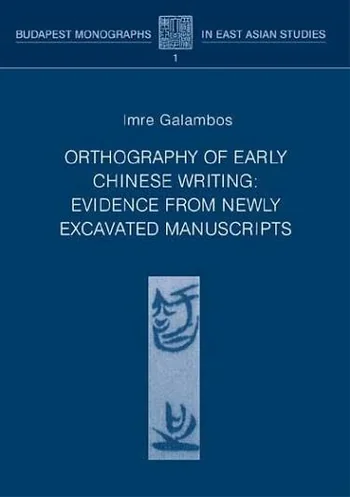 BUDAPEST MONOGRAPHS IN EAST ASIAN STUDIES
1
Imre Galambos
ORTHOGRAPHY OF EARLY
CHINESE WRITING:
EVIDENCE FROM NEWLY
EXCAVATED MANUSCRIPTS